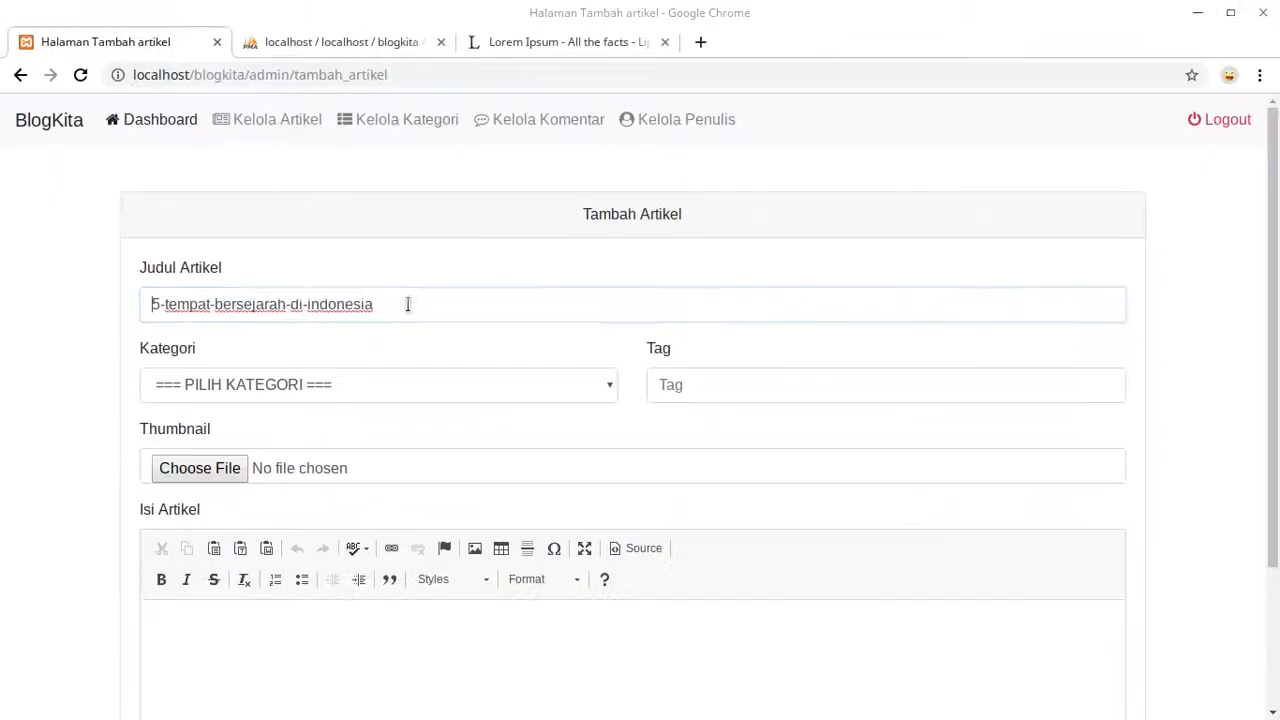 Halaman Tambah artikel - Google Chrome
Halaman Tambah artikel
localhost / localhost / blogkita /
Lorem Ipsum - All the facts - Li
localhost/blogkita/admin/tambah_artikel
BlogKita Dashboard Kelola Artikel Kelola Kategori Kelola Komentar Kelola Penulis Logout
Tambah Artikel
Judul Artikel
5-tempat-bersejarah-di-indonesia
Kategori Tag
=== PILIH KATEGORI === Tag
Thumbnail
Choose File No file chosen
Isi Artikel
Source
Styles Format